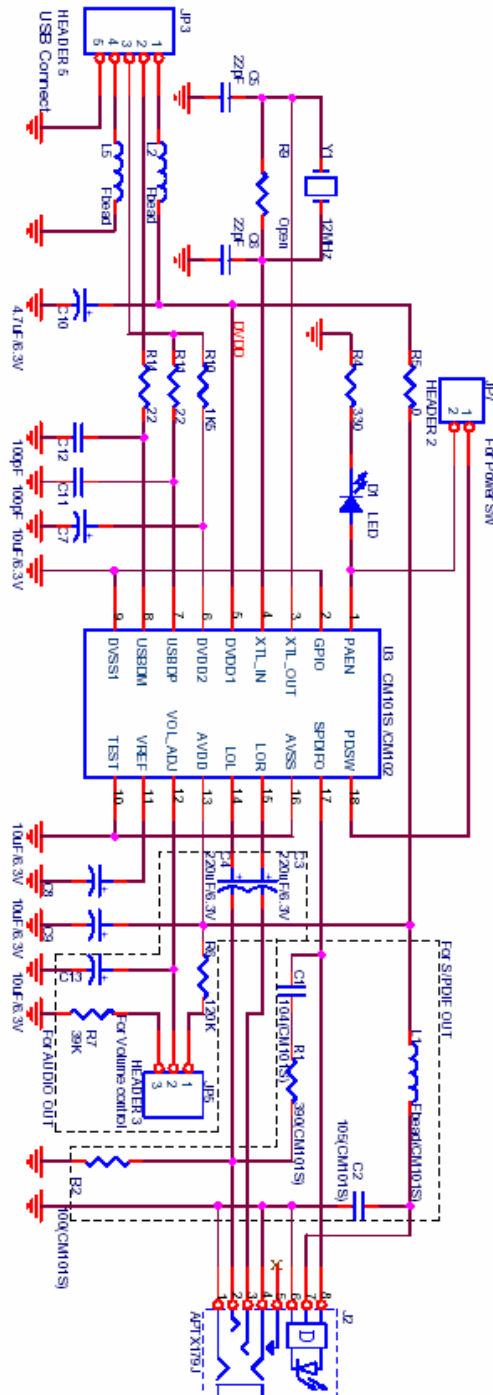 HEADER 5
USB Connect
JP3
1
2
3
4
5
L5
Fbead
L2
Fbead
C5
22pF
R9
Open
C6
22pF
Y1
12MHz
C10
4.7uF/6.3V
DVDD
R14
22
R11
22
R10
1K5
C12
100pF
C11
100pF
C7
10uF/6.3V
R4
330
D1
LED
R5
0
JP7
HEADER 2
2
1
For Power SW
U3 CM101S /CM102
9
8
7
6
5
4
3
2
1
DVSS1
USBDM
USBDP
DVDD2
DVDD1
XTL_IN
XTL_OUT
GPIO
PAEN
TEST
VREF
VOL_ADJ
AVDD
LOL
LOR
AVSS
SPDIFO
PDSW
10
11
12
13
14
15
16
17
18
C8
10uF/6.3V
C9
10uF/6.3V
C13
10uF/6.3V
C4
220uF/6.3V
C3
220uF/6.3V
R6
120K
R7
39K
For AUDIO OUT
For Volume control
HEADER 3
JP5
3
2
1
C1
104(CM101S)
R1
390(CM101S)
For S/PDIF OUT
L1
Fbead(CM101S)
C2
105(CM101S)
R2
100(CM101S)
X
1
2
3
4
5
6
7
8
J2
D
APTX179J